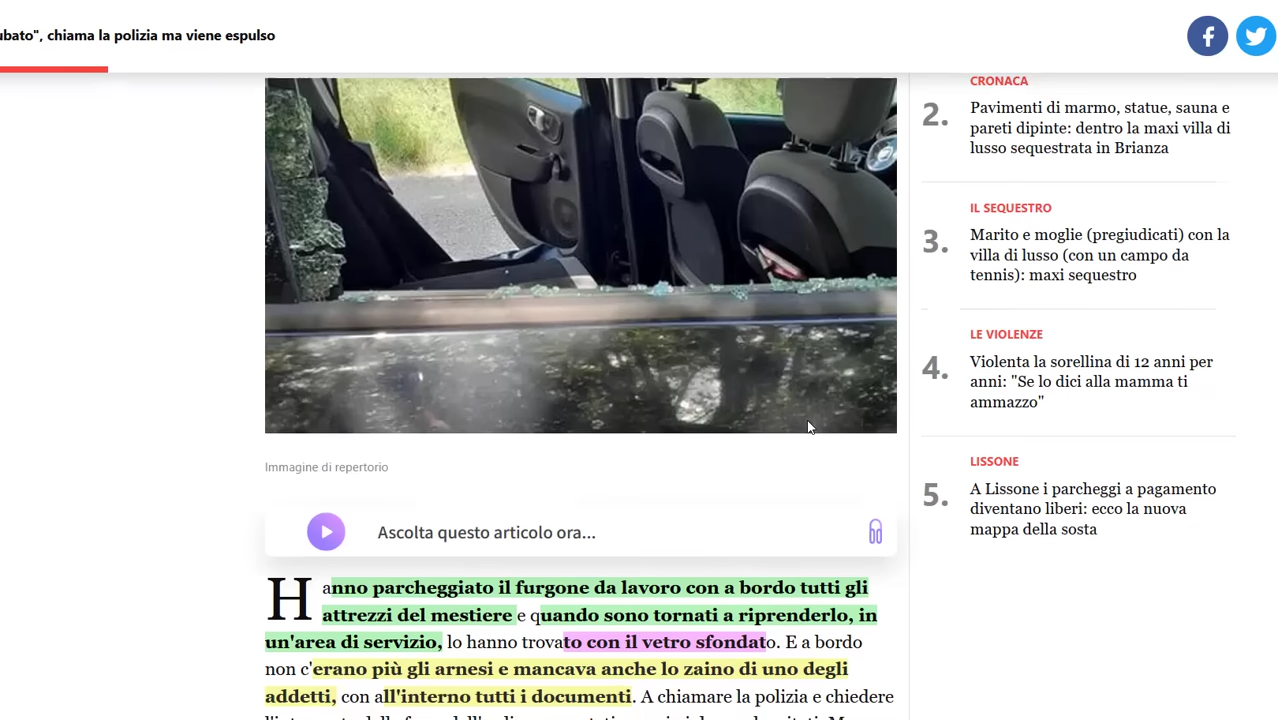 ubato", chiama la polizia ma viene espulso
CRONACA
2. Pavimenti di marmo, statue, sauna e
pareti dipinte: dentro la maxi villa di
lusso sequestrata in Brianza
IL SEQUESTRO
3. Marito e moglie (pregiudicati) con la
villa di lusso (con un campo da
tennis): maxi sequestro
LE VIOLENZE
4. Violenta la sorellina di 12 anni per
anni: "Se lo dici alla mamma ti
ammazzo"
LISSONE
5. A Lissone i parcheggi a pagamento
diventano liberi: ecco la nuova
mappa della sosta
Immagine di repertorio
Ascolta questo articolo ora...
Hanno parcheggiato il furgone da lavoro con a bordo tutti gli
attrezzi del mestiere e quando sono tornati a riprenderlo, in
un'area di servizio, lo hanno trovato con il vetro sfondato. E a bordo
non c'erano più gli arnesi e mancava anche lo zaino di uno degli
addetti, con all'interno tutti i documenti. A chiamare la polizia e chiedere